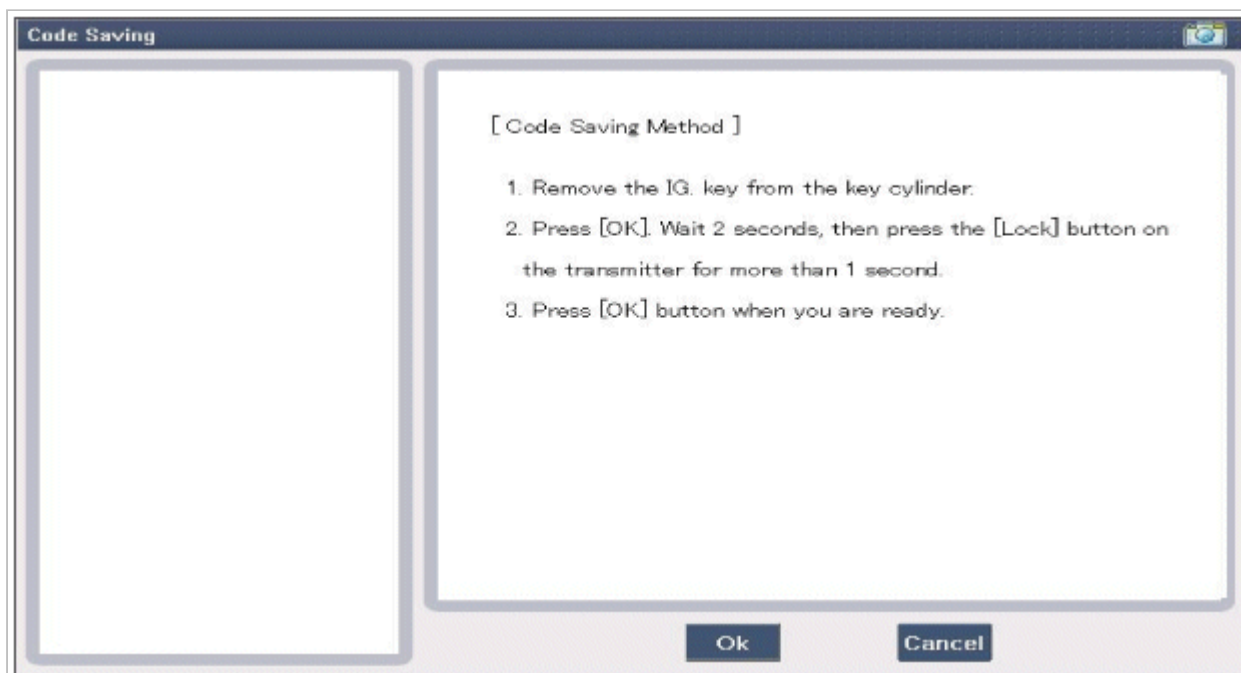 Code Saving
[ Code Saving Method ]
1. Remove the IG. key from the key cylinder.
2. Press [OK]. Wait 2 seconds, then press the [Lock] button on
the transmitter for more than 1 second.
3. Press [OK] button when you are ready.
Ok
Cancel